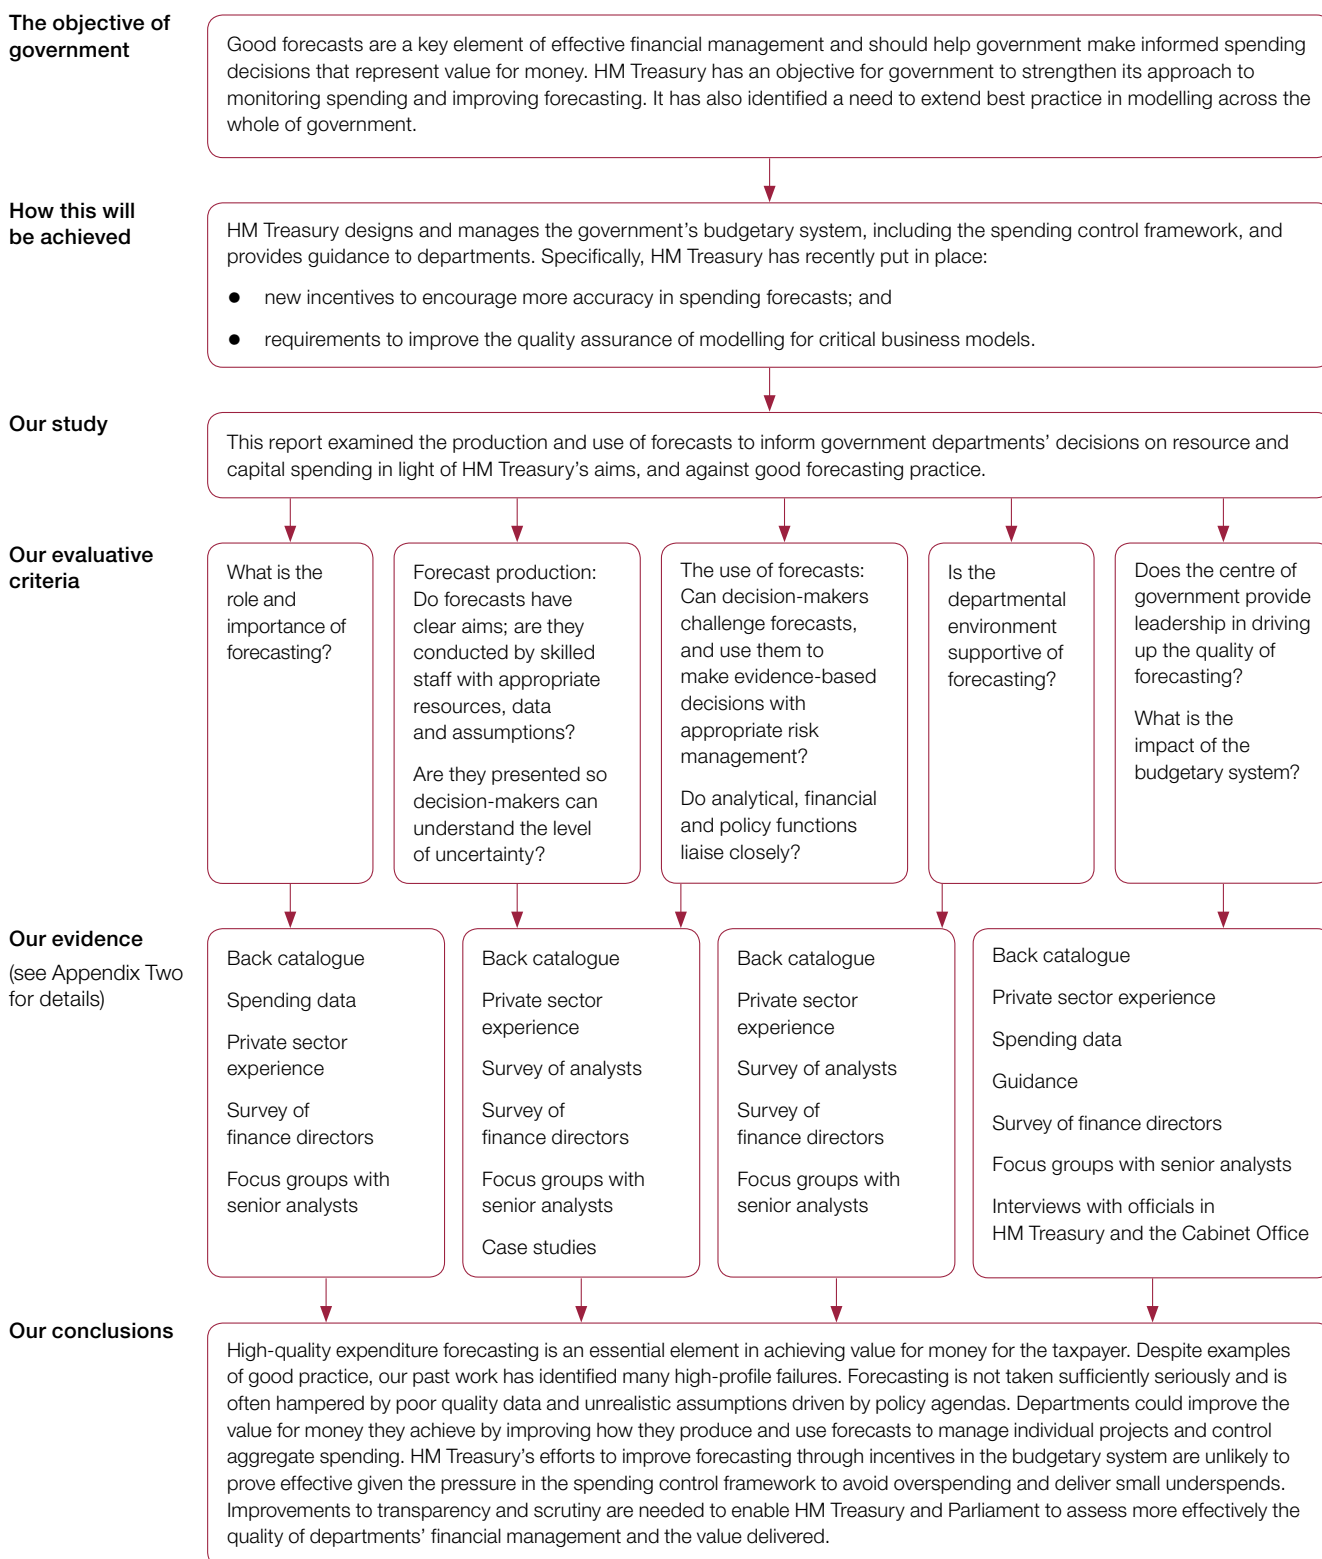 The objective of
government
Good forecasts are a key element of effective financial management and should help government make informed spending
decisions that represent value for money. HM Treasury has an objective for government to strengthen its approach to
monitoring spending and improving forecasting. It has also identified a need to extend best practice in modelling across the
whole of government.
How this will
be achieved
HM Treasury designs and manages the government's budgetary system, including the spending control framework, and
provides guidance to departments. Specifically, HM Treasury has recently put in place:
● new incentives to encourage more accuracy in spending forecasts; and
● requirements to improve the quality assurance of modelling for critical business models.
Our study
This report examined the production and use of forecasts to inform government departments' decisions on resource and
capital spending in light of HM Treasury's aims, and against good forecasting practice.
Our evaluative
criteria
What is the
role and
importance of
forecasting?
Forecast production:
Do forecasts have
clear aims; are they
conducted by skilled
staff with appropriate
resources, data
and assumptions?
Are they presented so
decision-makers can
understand the level
of uncertainty?
The use of forecasts:
Can decision-makers
challenge forecasts,
and use them to
make evidence-based
decisions with
appropriate risk
management?
Do analytical, financial
and policy functions
liaise closely?
Is the
departmental
environment
supportive of
forecasting?
Does the centre of
government provide
leadership in driving
up the quality of
forecasting?
What is the
impact of the
budgetary system?
Our evidence
(see Appendix Two
for details)
Back catalogue
Spending data
Private sector
experience
Survey of
finance directors
Focus groups with
senior analysts
Back catalogue
Private sector
experience
Survey of analysts
Survey of
finance directors
Focus groups with
senior analysts
Case studies
Back catalogue
Private sector
experience
Survey of analysts
Survey of
finance directors
Focus groups with
senior analysts
Back catalogue
Private sector experience
Spending data
Guidance
Survey of finance directors
Focus groups with senior analysts
Interviews with officials in
HM Treasury and the Cabinet Office
Our conclusions
High-quality expenditure forecasting is an essential element in achieving value for money for the taxpayer. Despite examples
of good practice, our past work has identified many high-profile failures. Forecasting is not taken sufficiently seriously and is
often hampered by poor quality data and unrealistic assumptions driven by policy agendas. Departments could improve the
value for money they achieve by improving how they produce and use forecasts to manage individual projects and control
aggregate spending. HM Treasury's efforts to improve forecasting through incentives in the budgetary system are unlikely to
prove effective given the pressure in the spending control framework to avoid overspending and deliver small underspends.
Improvements to transparency and scrutiny are needed to enable HM Treasury and Parliament to assess more effectively the
quality of departments' financial management and the value delivered.